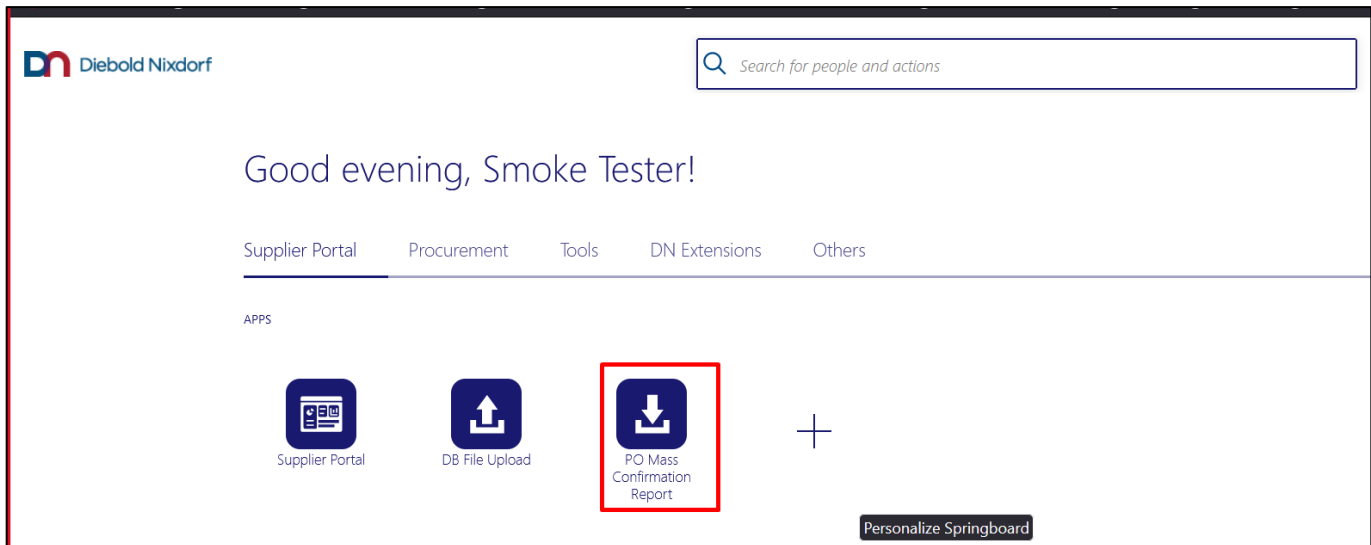 Diebold Nixdorf
Search for people and actions
Good evening, Smoke Tester!
Supplier Portal Procurement Tools DN Extensions Others
APPS
Supplier Portal
DB File Upload
PO Mass
Confirmation
Report
Personalize Springboard